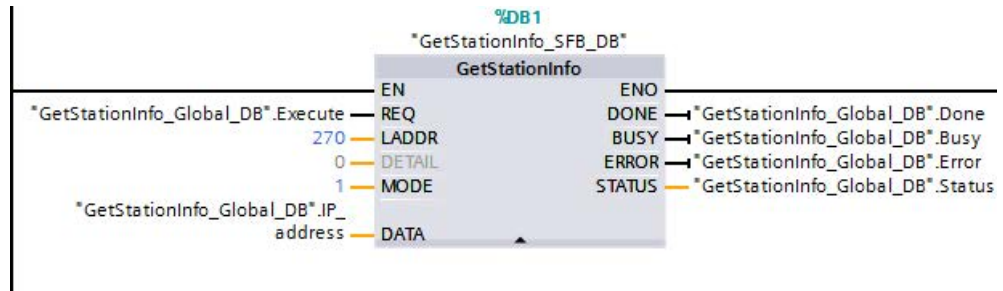 %DB1
"GetStationInfo_SFB_DB"
GetStationInfo
EN ENO
"GetStationInfo_Global_DB".Execute REQ DONE "GetStationInfo_Global_DB".Done
270 LADDR BUSY "GetStationInfo_Global_DB".Busy
0 DETAIL ERROR "GetStationInfo_Global_DB".Error
1 MODE STATUS "GetStationInfo_Global_DB".Status
"GetStationInfo_Global_DB".IP_
address DATA